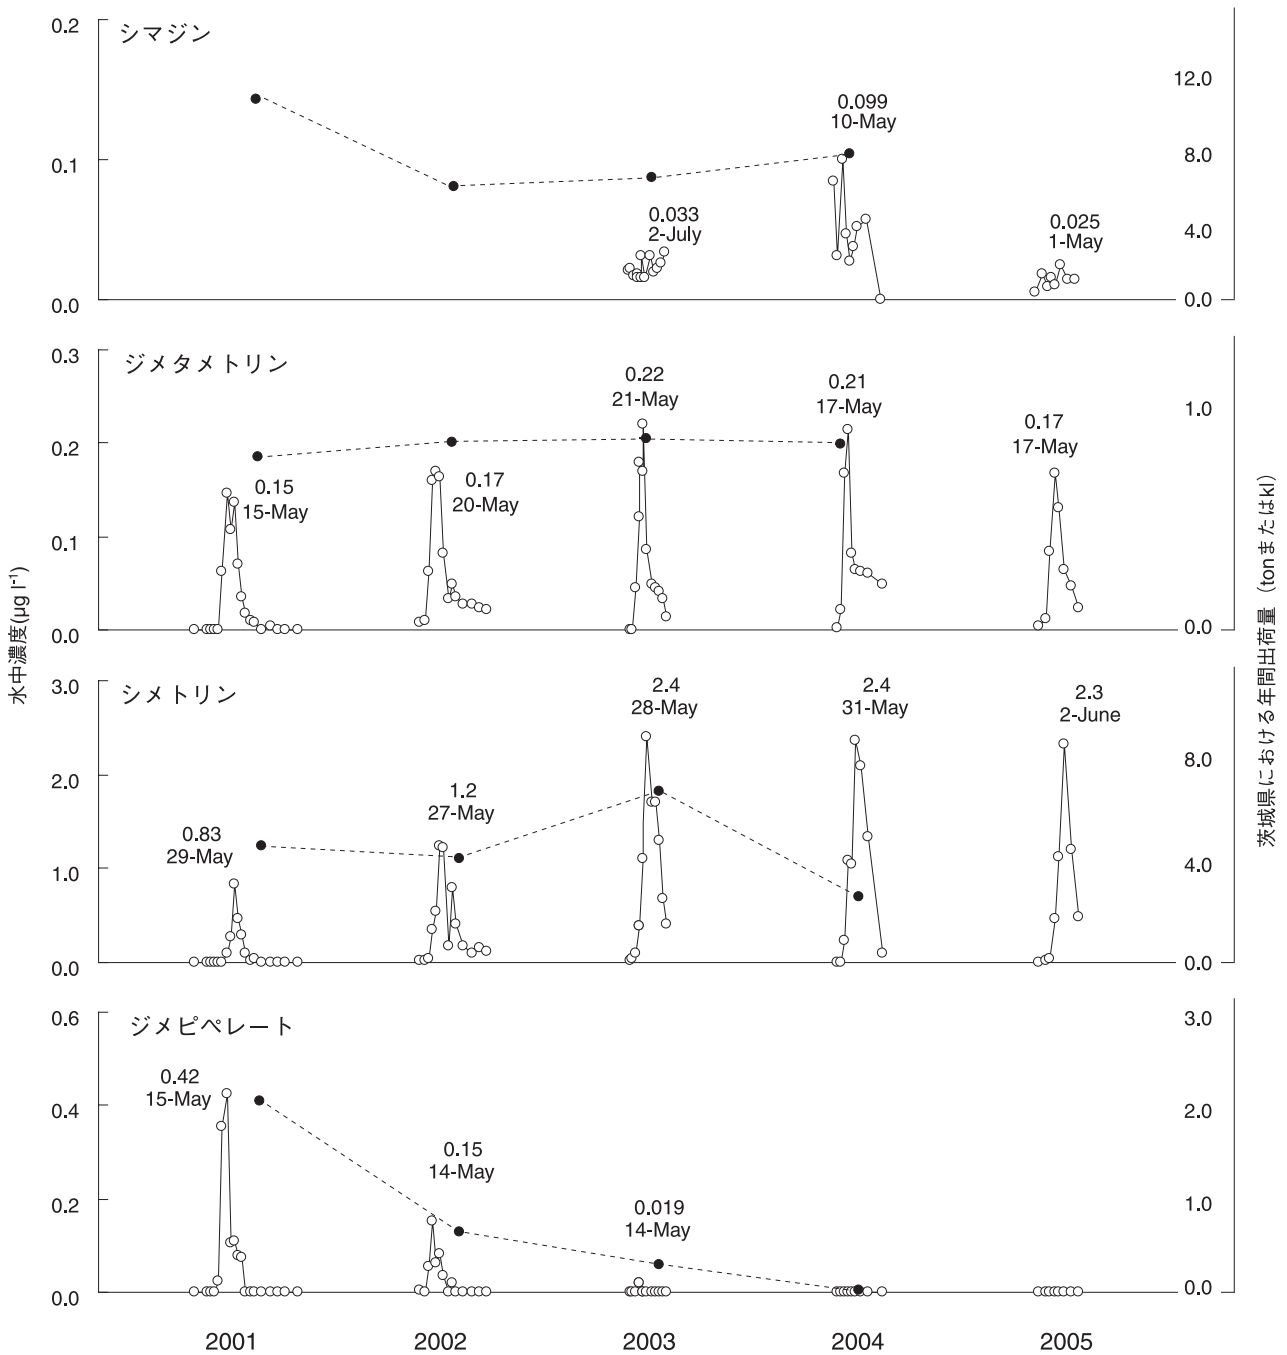 水中濃度(μg l⁻¹)
茨城県における年間出荷量（tonまたはkl）
シマジン
0.2
0.1
0.0
12.0
8.0
4.0
0.0
0.033
2-July
0.099
10-May
0.025
1-May
ジメタメトリン
0.3
0.2
0.1
0.0
1.0
0.0
0.15
15-May
0.17
20-May
0.22
21-May
0.21
17-May
0.17
17-May
シメトリン
3.0
2.0
1.0
0.0
8.0
4.0
0.0
0.83
29-May
1.2
27-May
2.4
28-May
2.4
31-May
2.3
2-June
ジメピペレート
0.6
0.4
0.2
0.0
3.0
2.0
1.0
0.0
0.42
15-May
0.15
14-May
0.019
14-May
2001
2002
2003
2004
2005